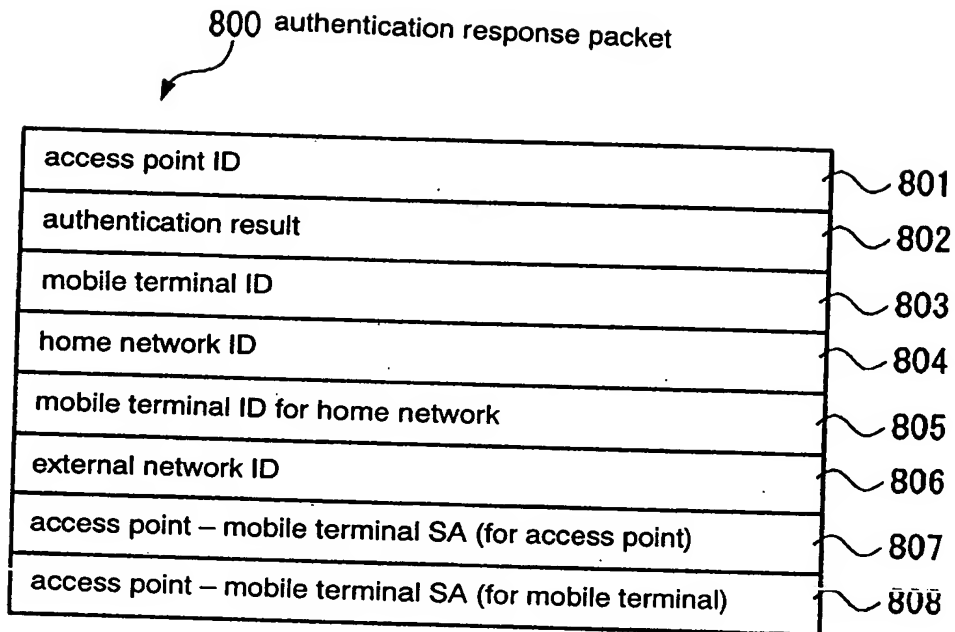 800 authentication response packet
access point ID 801
authentication result 802
mobile terminal ID 803
home network ID 804
mobile terminal ID for home network 805
external network ID 806
access point – mobile terminal SA (for access point) 807
access point – mobile terminal SA (for mobile terminal) 808